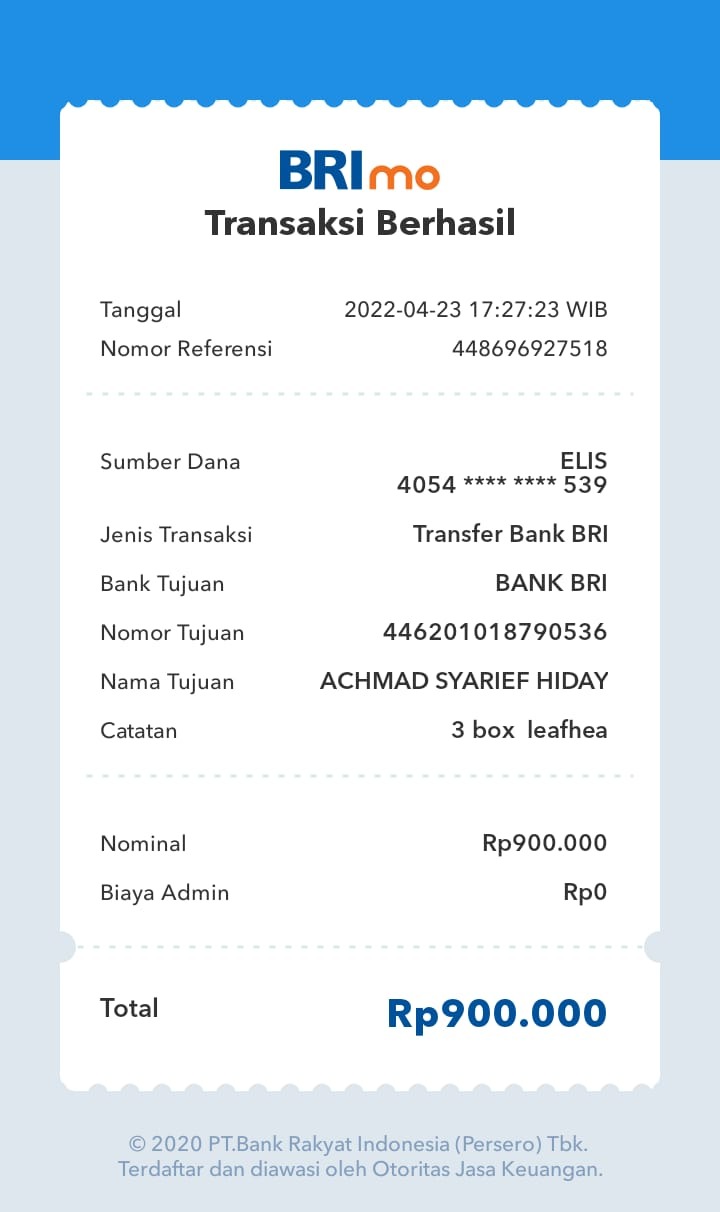 BRImo
Transaksi Berhasil
Tanggal 2022-04-23 17:27:23 WIB
Nomor Referensi 448696927518
Sumber Dana ELIS
4054 **** **** 539
Jenis Transaksi Transfer Bank BRI
Bank Tujuan BANK BRI
Nomor Tujuan 446201018790536
Nama Tujuan ACHMAD SYARIEF HIDAY
Catatan 3 box leafhea
Nominal Rp900.000
Biaya Admin Rp0
Total Rp900.000
© 2020 PT.Bank Rakyat Indonesia (Persero) Tbk.
Terdaftar dan diawasi oleh Otoritas Jasa Keuangan.